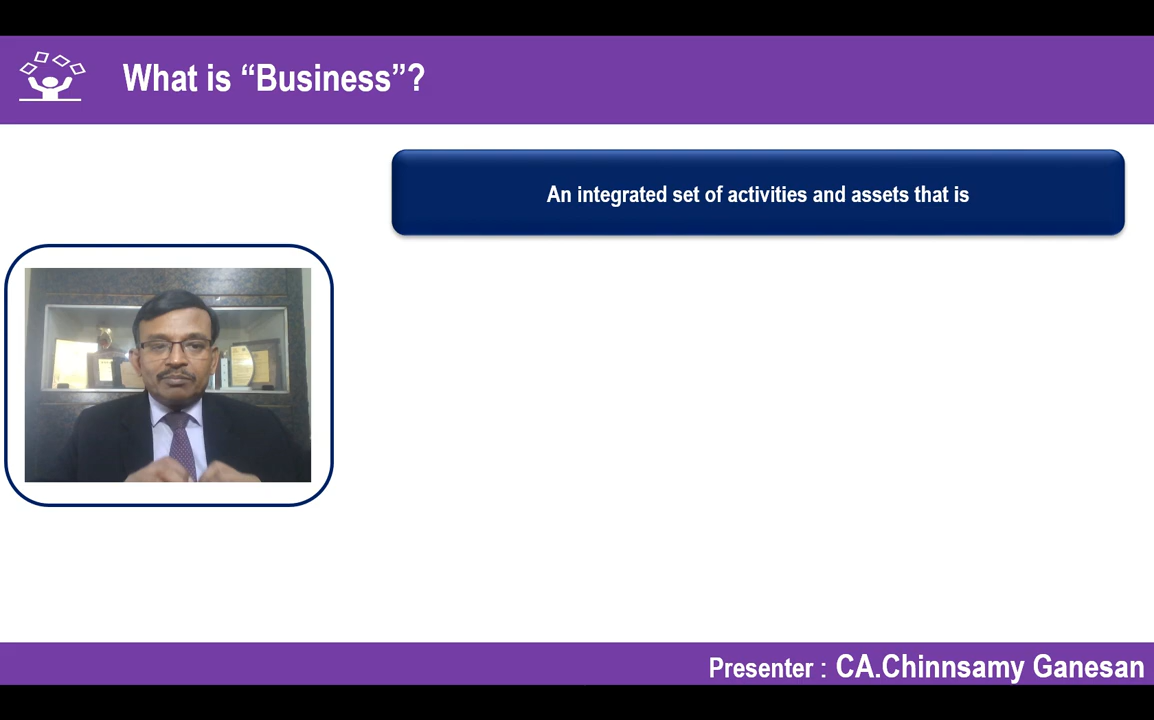 What is “Business”?
An integrated set of activities and assets that is
Presenter : CA.Chinnsamy Ganesan